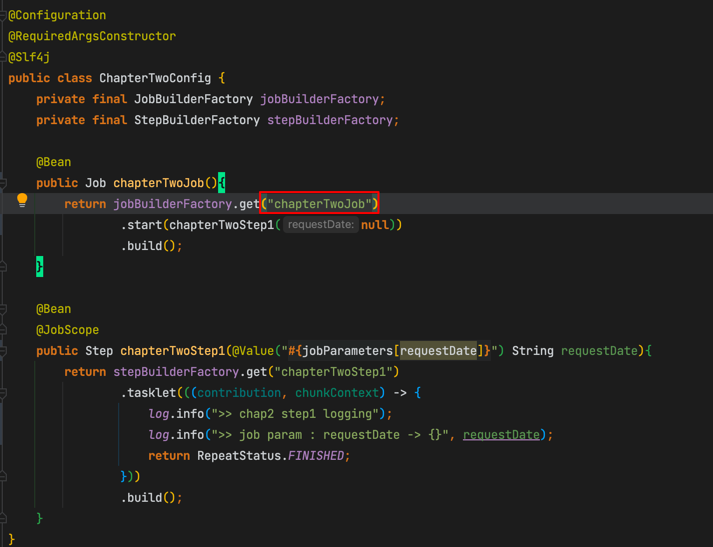 @Configuration
@RequiredArgsConstructor
@Slf4j
public class ChapterTwoConfig {
    private final JobBuilderFactory jobBuilderFactory;
    private final StepBuilderFactory stepBuilderFactory;

    @Bean
    public Job chapterTwoJob(){
        return jobBuilderFactory.get("chapterTwoJob")
                .start(chapterTwoStep1( requestDate: null))
                .build();
    }

    @Bean
    @JobScope
    public Step chapterTwoStep1(@Value("#{jobParameters[requestDate]}") String requestDate){
        return stepBuilderFactory.get("chapterTwoStep1")
                .tasklet(((contribution, chunkContext) -> {
                    log.info(">> chap2 step1 logging");
                    log.info(">> job param : requestDate -> {}", requestDate);
                    return RepeatStatus.FINISHED;
                }))
                .build();
    }
}